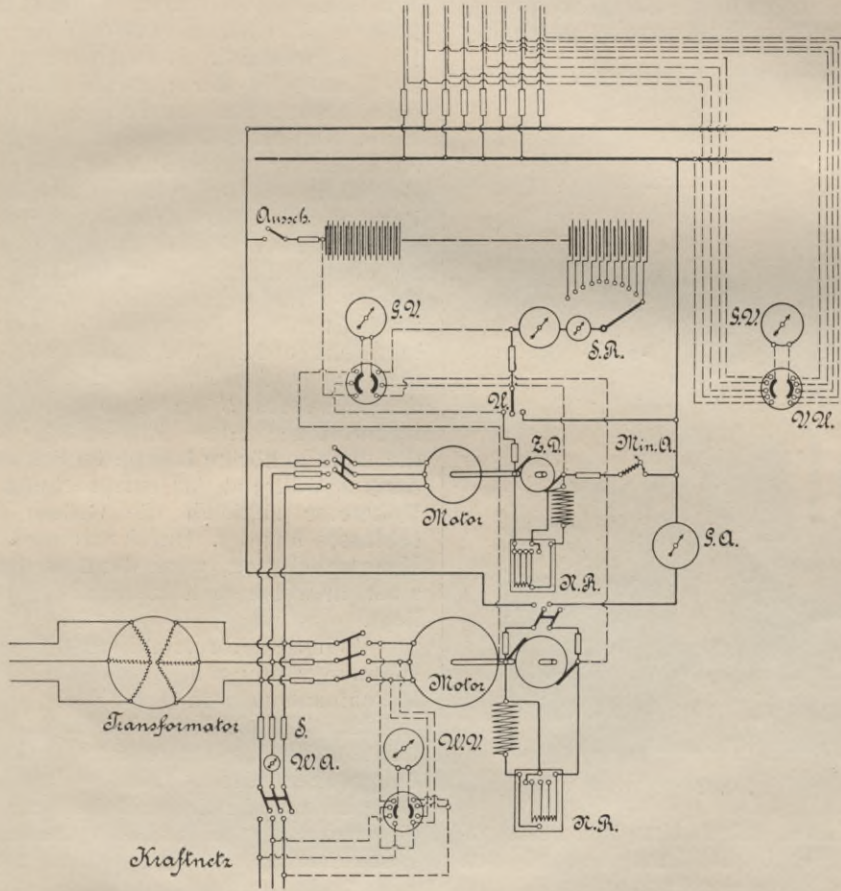 Aussch.
G.V.
G.V.
S.R.
U.
V.U.
Z.D.
Min.A.
Motor
G.A.
N.R.
Motor
Transformator
S.
W.V.
W.A.
N.R.
Kraftnetz